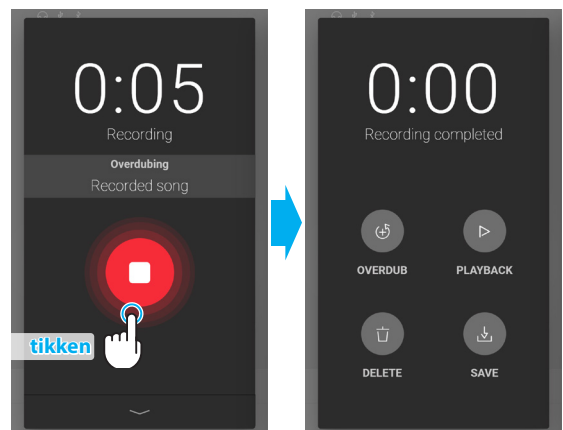 0:05
Recording
Overdubing
Recorded song
tikken
0:00
Recording completed
OVERDUB
PLAYBACK
DELETE
SAVE